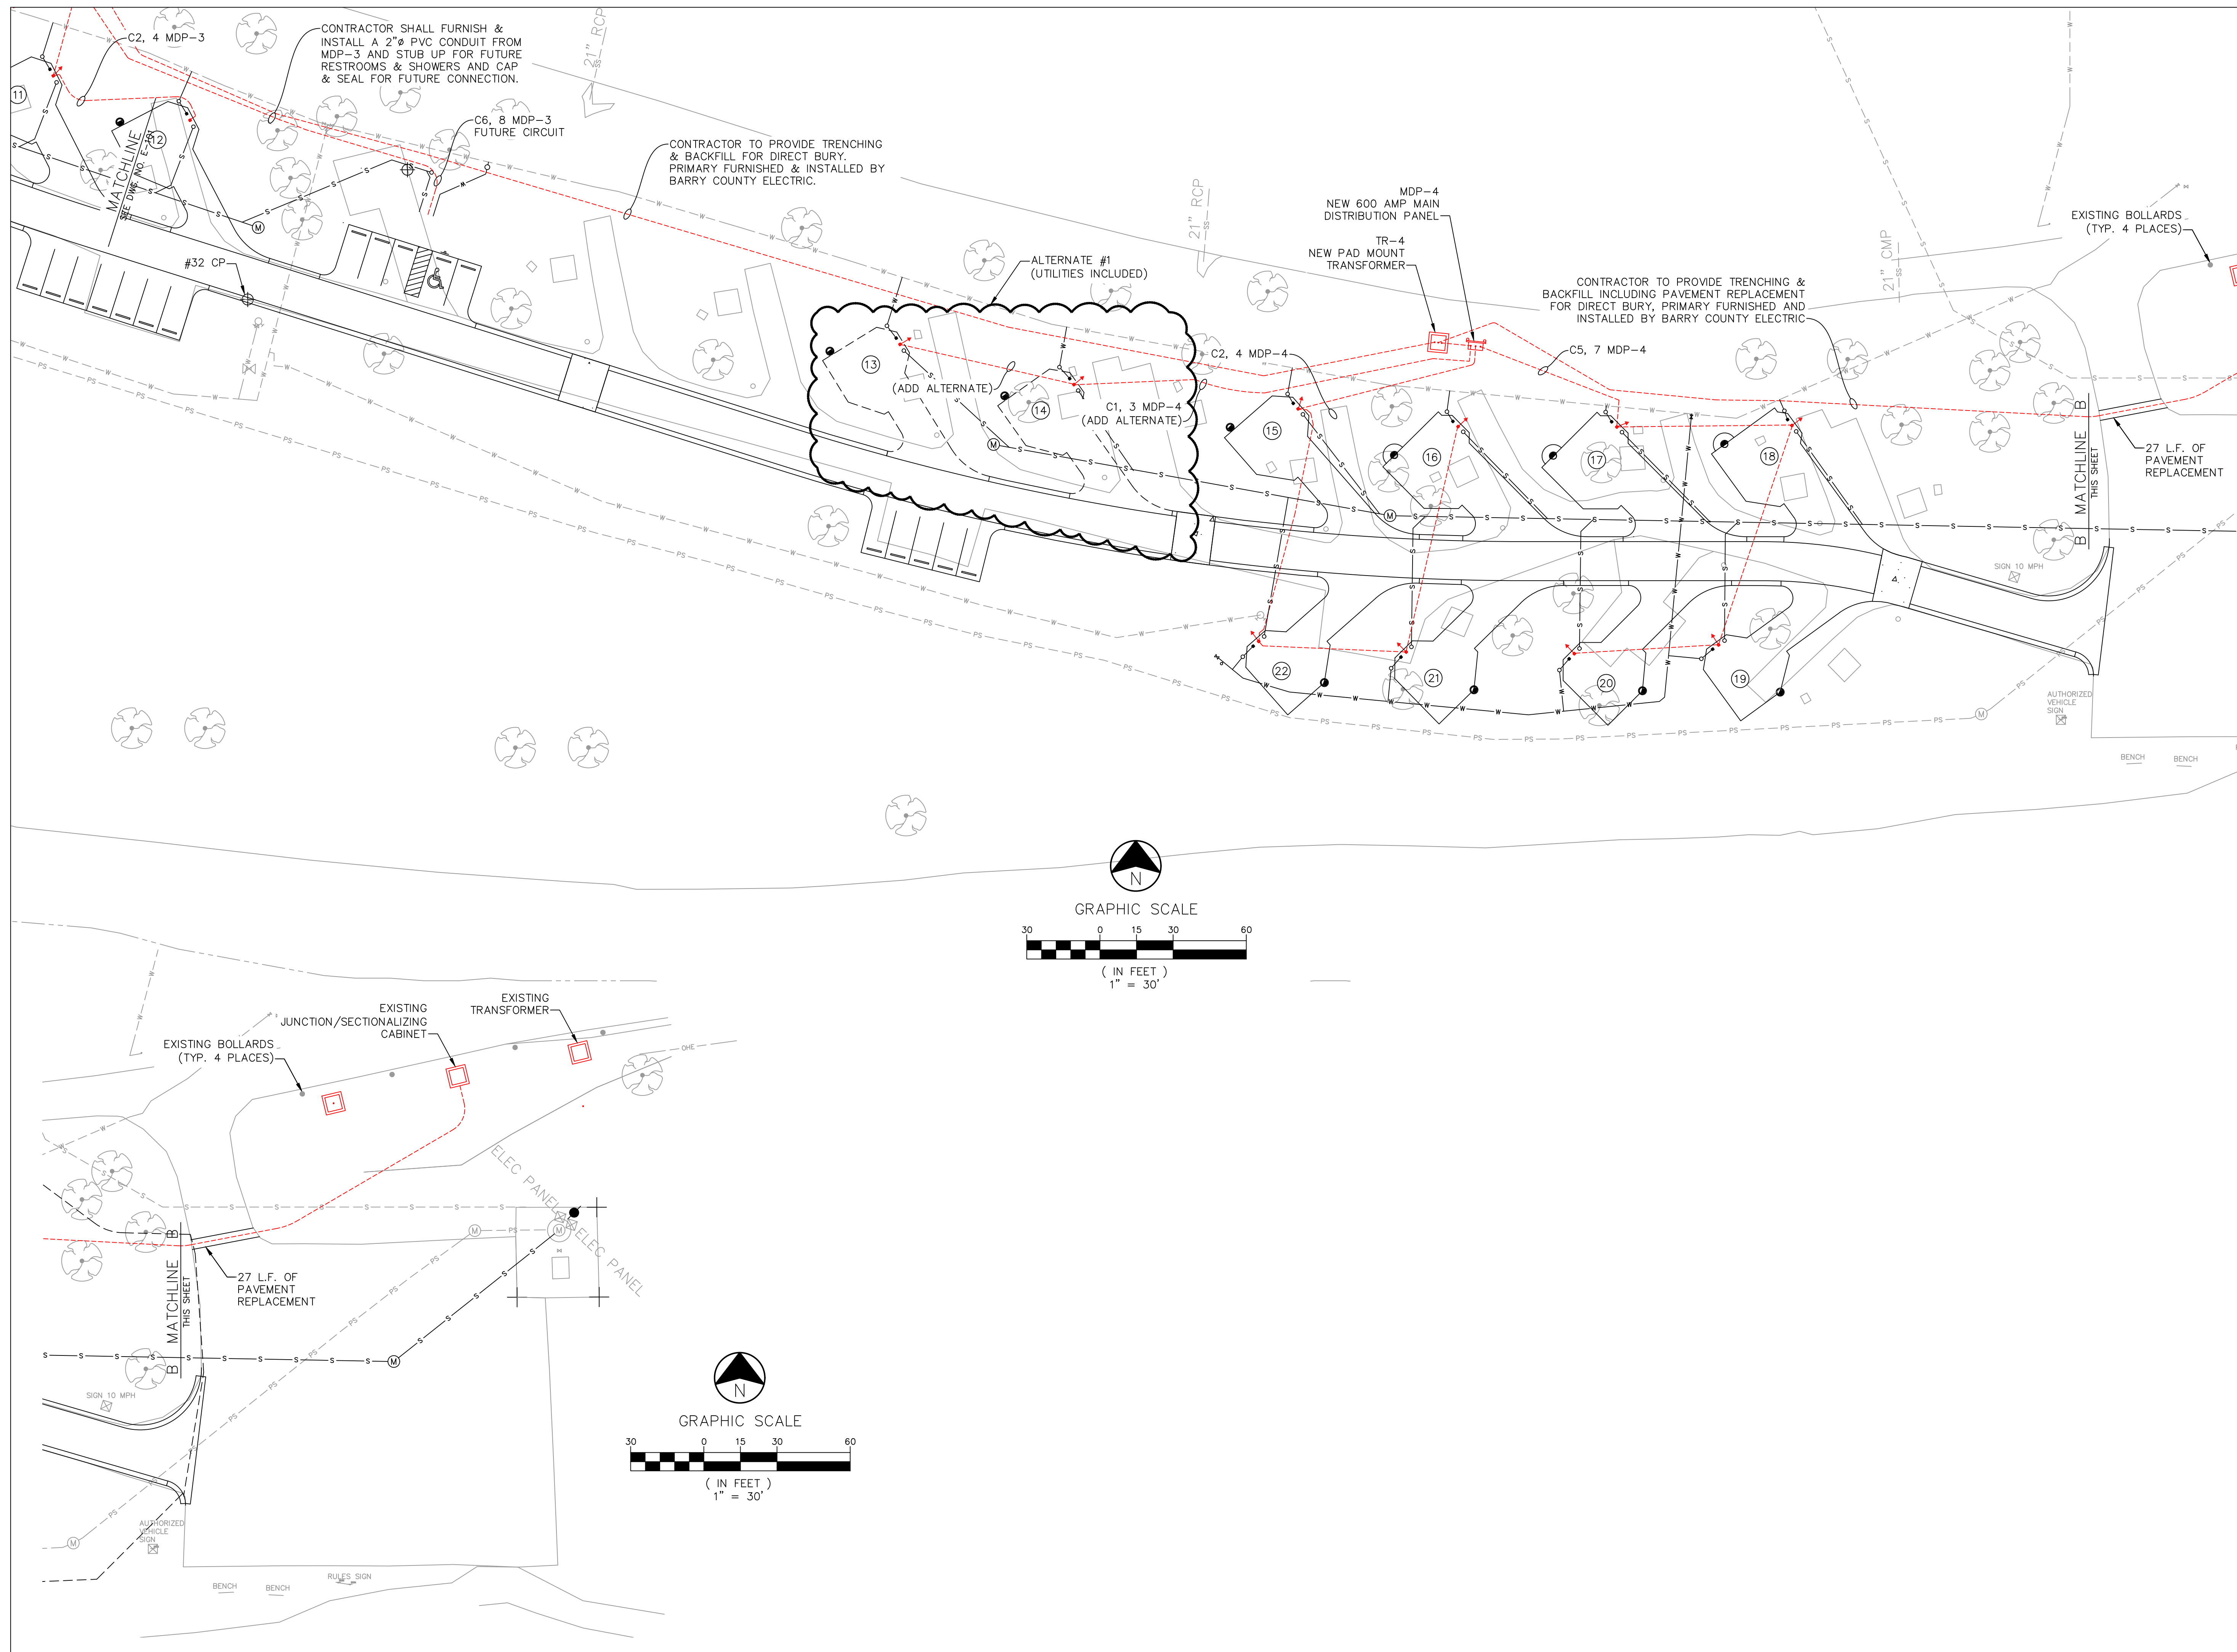 C2, 4 MDP-3
CONTRACTOR SHALL FURNISH &
INSTALL A 2"ø PVC CONDUIT FROM
MDP-3 AND STUB UP FOR FUTURE
RESTROOMS & SHOWERS AND CAP
& SEAL FOR FUTURE CONNECTION.
21" RCP
SS
11
12
MATCHLINE
SEE DWG. NO. E-101
C6, 8 MDP-3
FUTURE CIRCUIT
CONTRACTOR TO PROVIDE TRENCHING
& BACKFILL FOR DIRECT BURY.
PRIMARY FURNISHED & INSTALLED BY
BARRY COUNTY ELECTRIC.
#32 CP
21" RCP
SS
MDP-4
NEW 600 AMP MAIN
DISTRIBUTION PANEL
TR-4
NEW PAD MOUNT
TRANSFORMER
21" CMP
SS
EXISTING BOLLARDS
(TYP. 4 PLACES)
CONTRACTOR TO PROVIDE TRENCHING &
BACKFILL INCLUDING PAVEMENT REPLACEMENT
FOR DIRECT BURY, PRIMARY FURNISHED AND
INSTALLED BY BARRY COUNTY ELECTRIC
ALTERNATE #1
(UTILITIES INCLUDED)
C2, 4 MDP-4
C5, 7 MDP-4
13
(ADD ALTERNATE)
14
C1, 3 MDP-4
(ADD ALTERNATE)
15
16
17
18
B MATCHLINE B
THIS SHEET
27 L.F. OF
PAVEMENT
REPLACEMENT
SIGN 10 MPH
22
21
20
19
AUTHORIZED
VEHICLE
SIGN
BENCH
BENCH
N
GRAPHIC SCALE
30 0 15 30 60
( IN FEET )
1" = 30'
EXISTING
JUNCTION/SECTIONALIZING
CABINET
EXISTING
TRANSFORMER
EXISTING BOLLARDS
(TYP. 4 PLACES)
OHE
ELEC PANEL
ELEC PANEL
B MATCHLINE B
THIS SHEET
27 L.F. OF
PAVEMENT
REPLACEMENT
SIGN 10 MPH
AUTHORIZED
VEHICLE
SIGN
BENCH
BENCH
RULES SIGN
N
GRAPHIC SCALE
30 0 15 30 60
( IN FEET )
1" = 30'